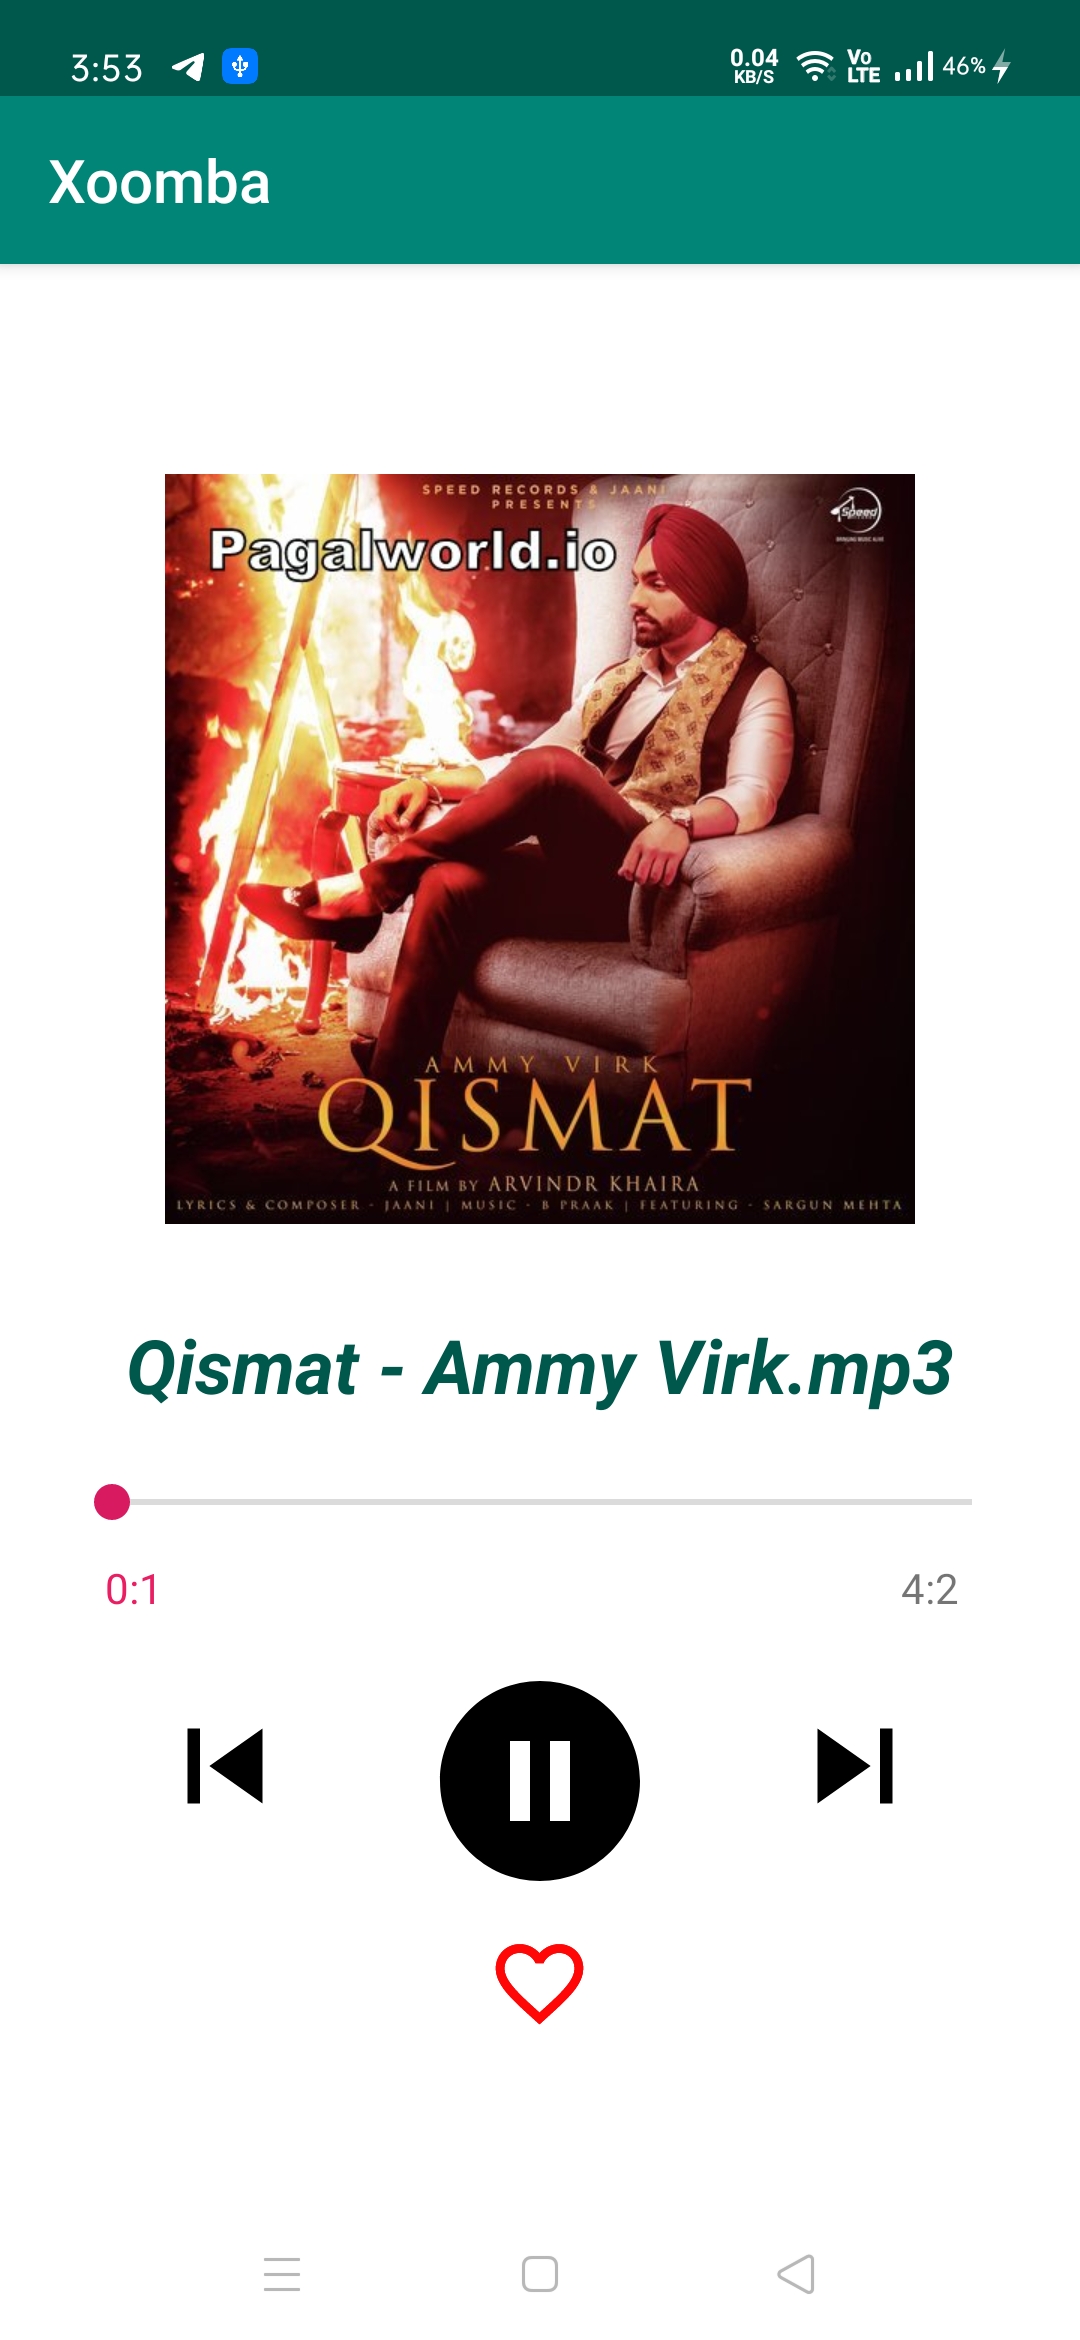 3:53 0.04 KB/S Vo LTE 46%
Xoomba
SPEED RECORDS & JAANI
PRESENTS
Speed
Pagalworld.io
AMMY VIRK
QISMAT
A FILM BY ARVINDR KHAIRA
LYRICS & COMPOSER - JAANI | MUSIC - B PRAAK | FEATURING - SARGUN MEHTA
Qismat - Ammy Virk.mp3
0:1 4:2